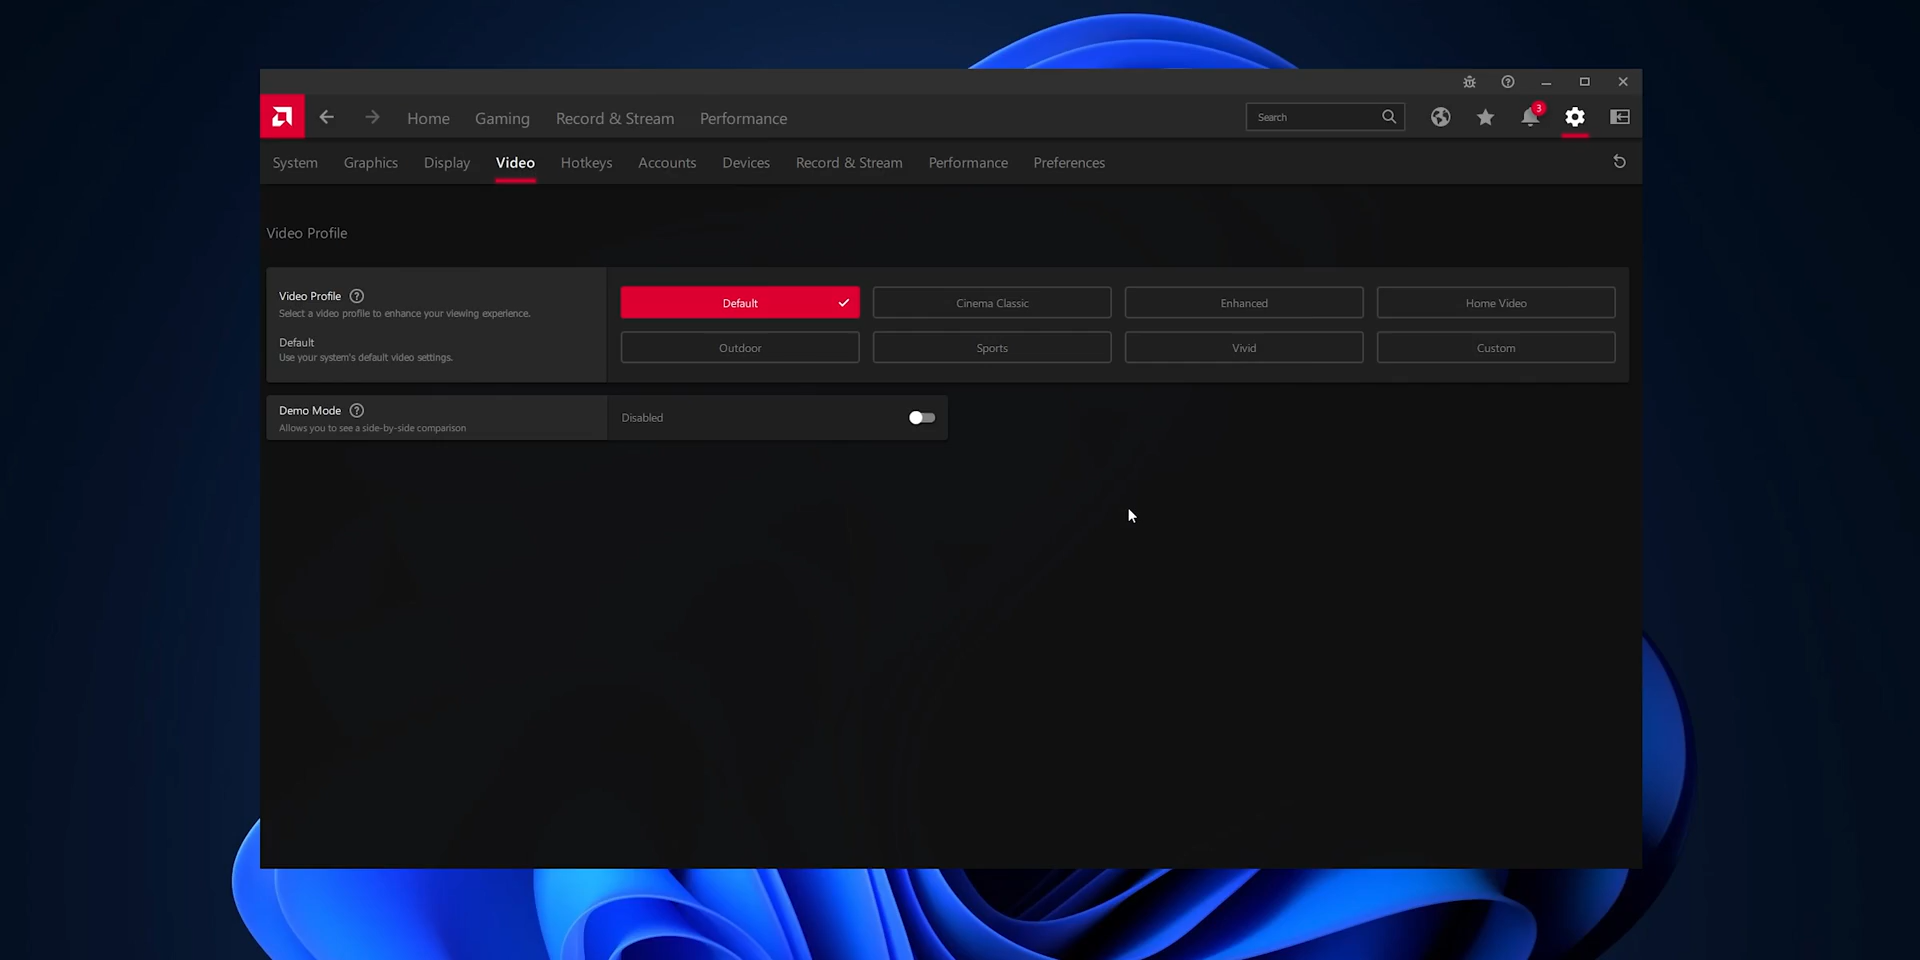 Home Gaming Record & Stream Performance Search 3
System Graphics Display Video Hotkeys Accounts Devices Record & Stream Performance Preferences
Video Profile
Video Profile
Select a video profile to enhance your viewing experience.
Default
Use your system's default video settings.
Default Cinema Classic Enhanced Home Video
Outdoor Sports Vivid Custom
Demo Mode
Allows you to see a side-by-side comparison
Disabled